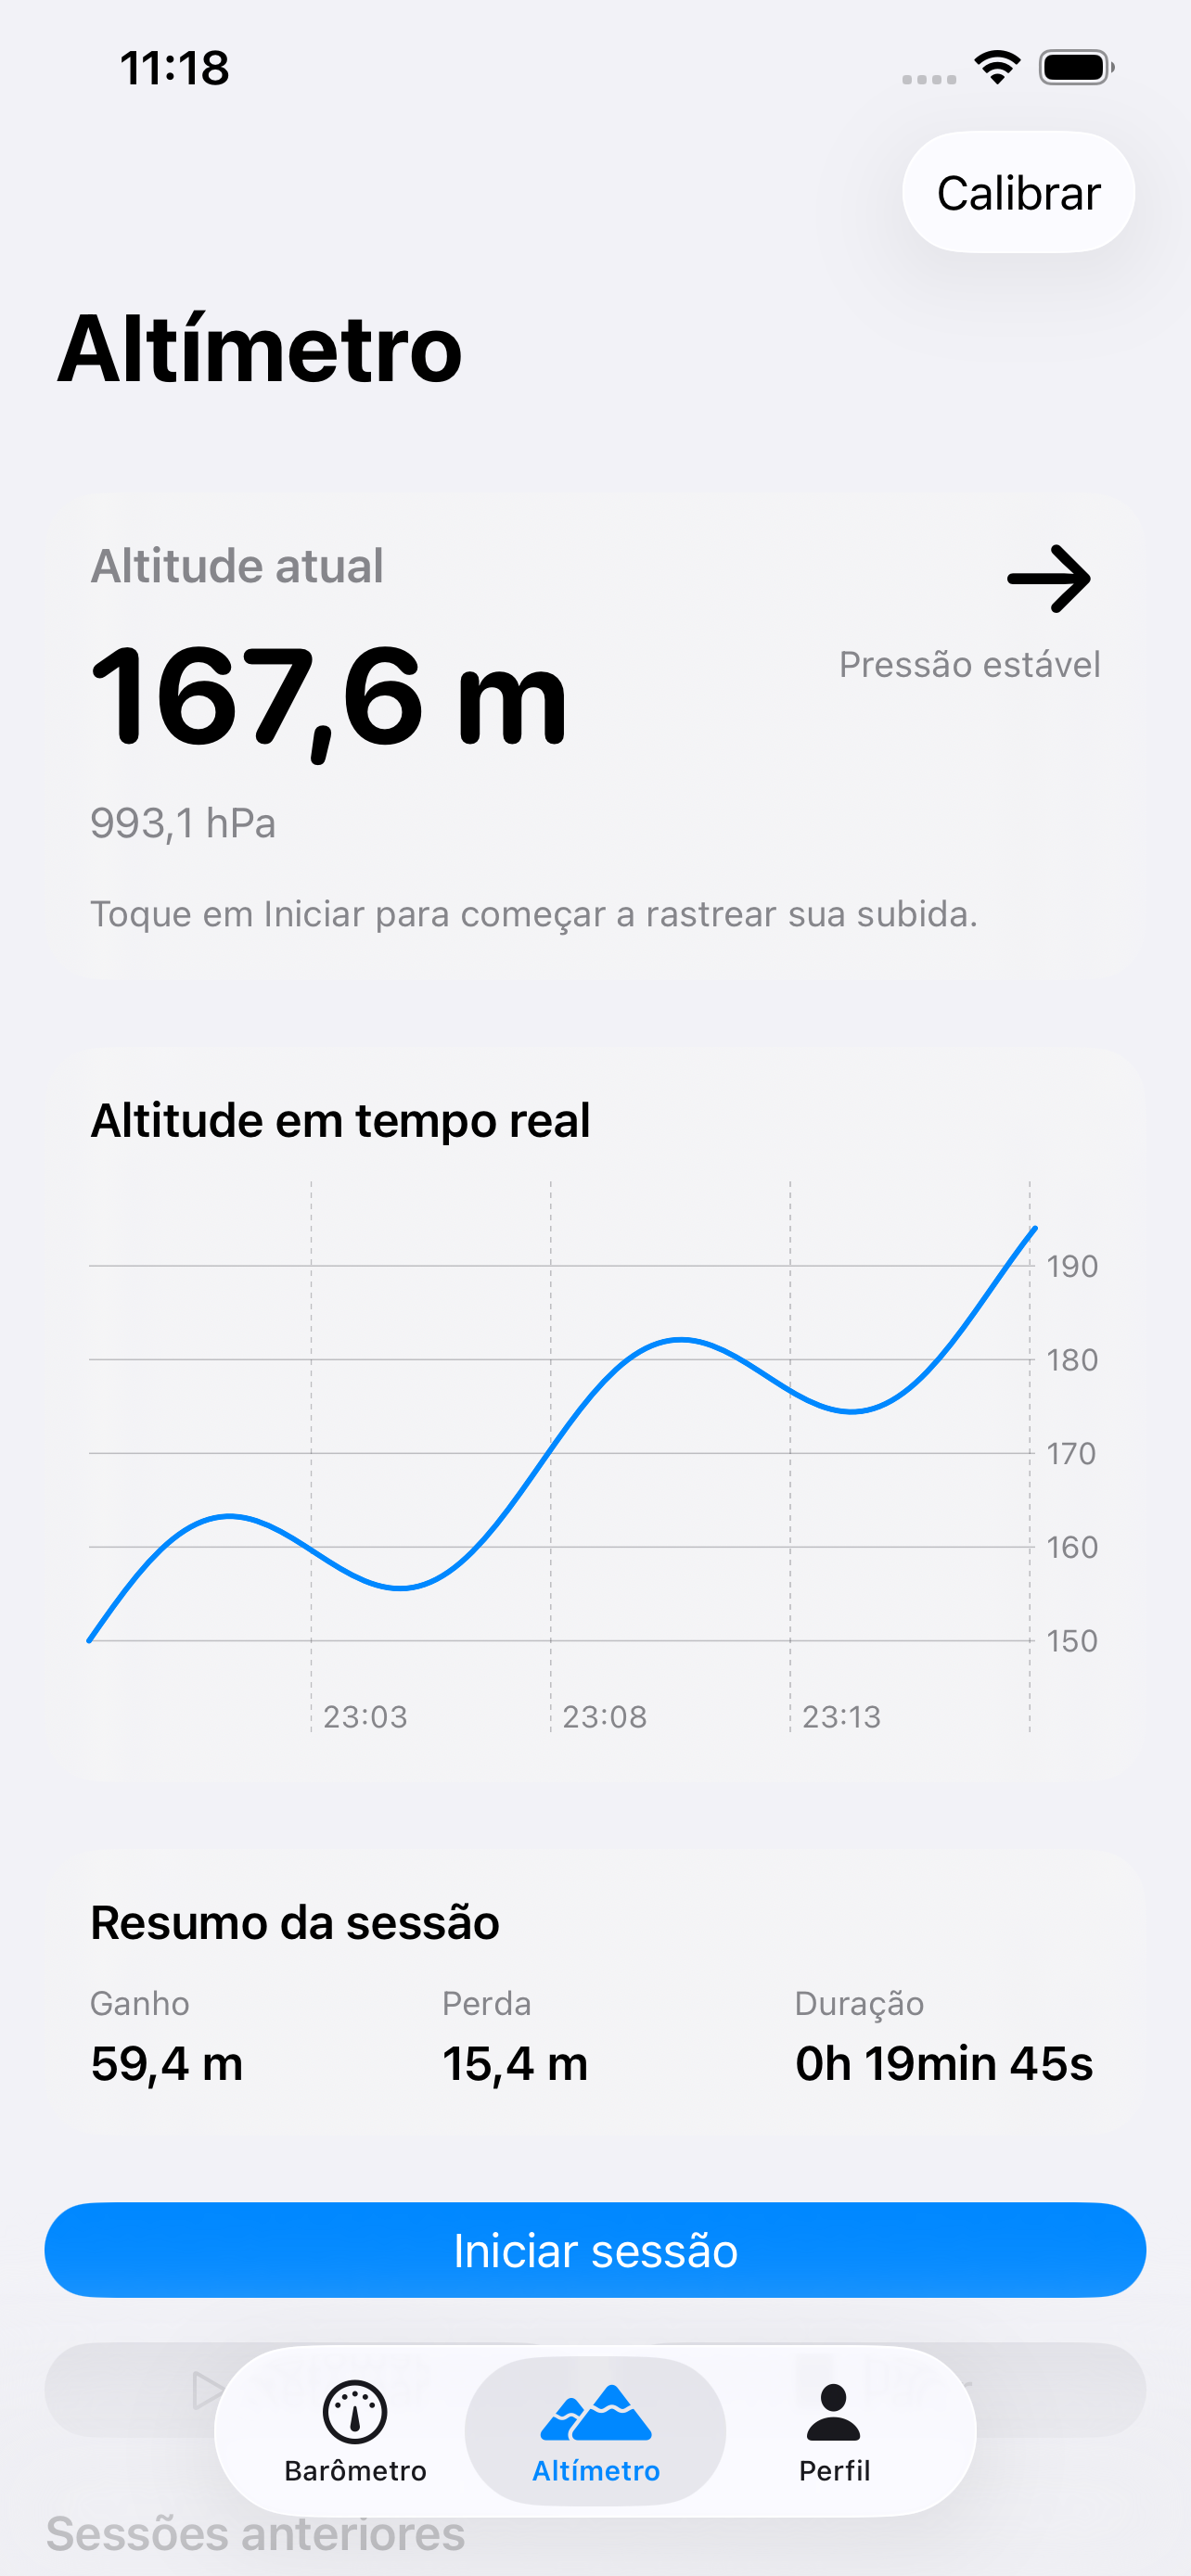 11:18
Calibrar
Altímetro
Altitude atual
167,6 m
Pressão estável
993,1 hPa
Toque em Iniciar para começar a rastrear sua subida.
Altitude em tempo real
190
180
170
160
150
23:03 23:08 23:13
Resumo da sessão
Ganho Perda Duração
59,4 m 15,4 m 0h 19min 45s
Iniciar sessão
Barômetro Altímetro Perfil
Sessões anteriores